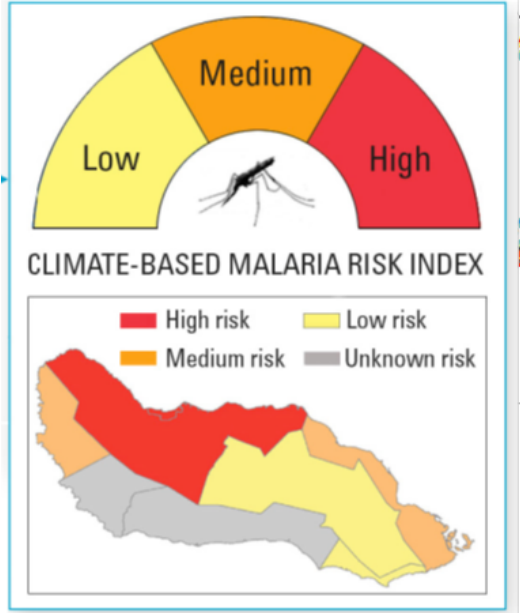 Medium
Low
High
CLIMATE-BASED MALARIA RISK INDEX
High risk
Low risk
Medium risk
Unknown risk